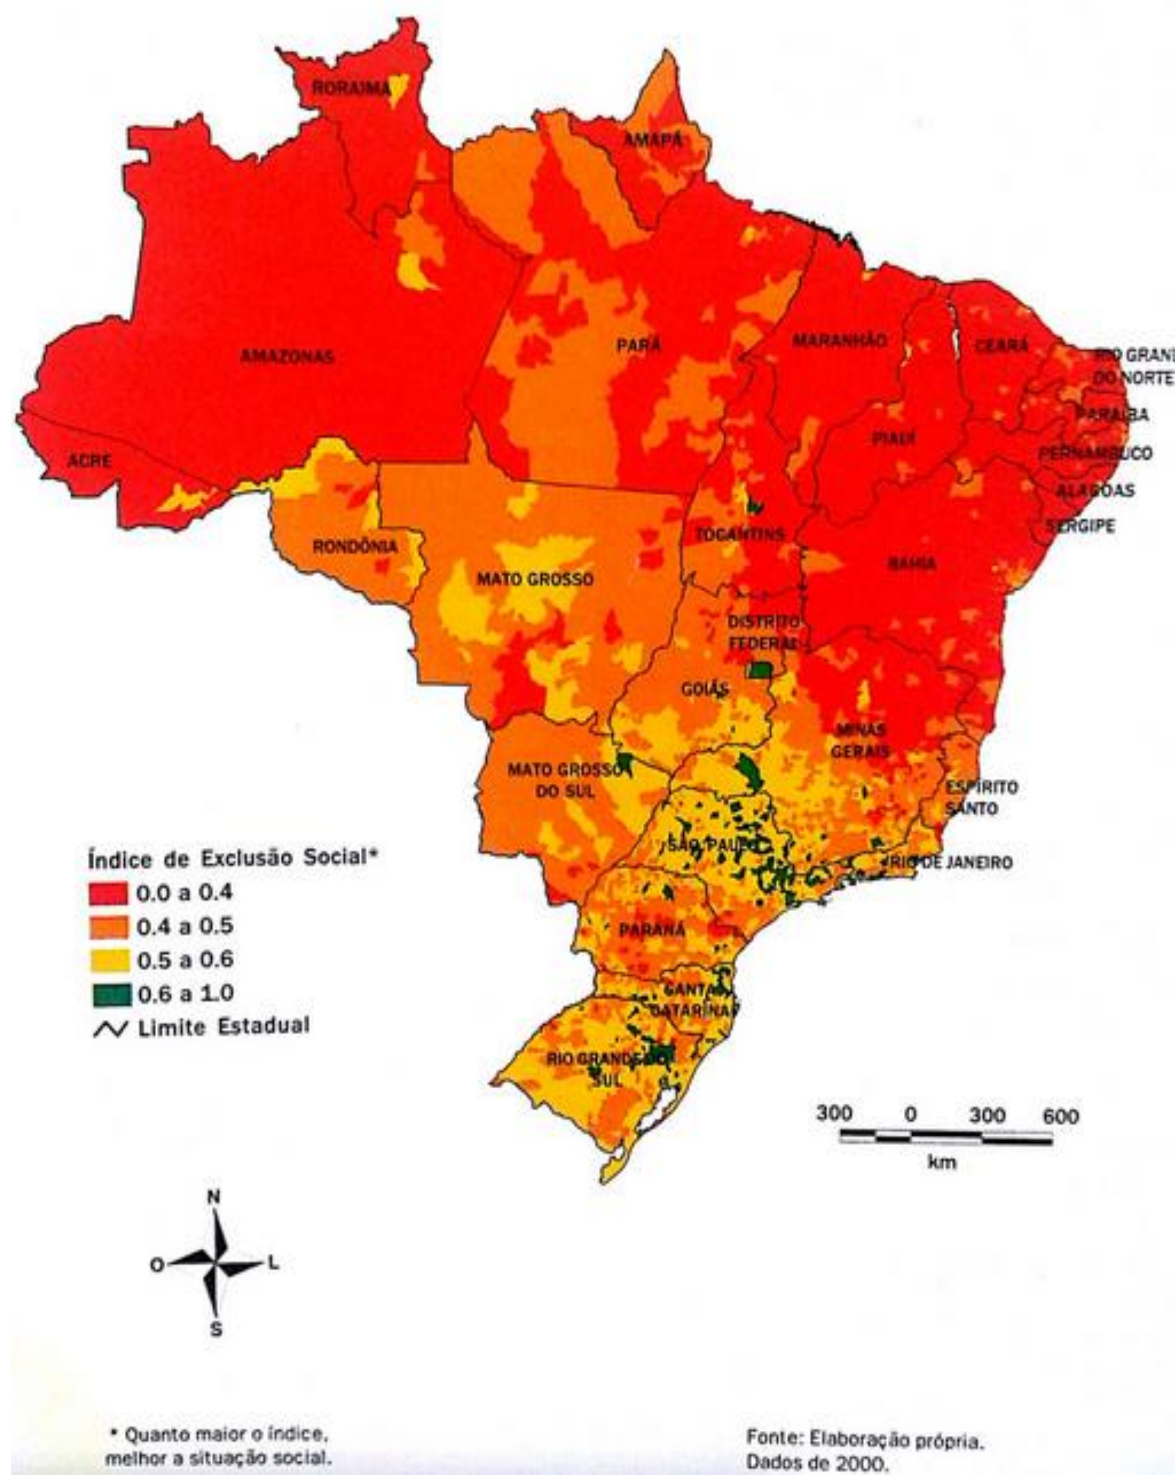 RORAIMA
AMAPÁ
AMAZONAS
PARÁ
MARANHÃO
CEARÁ
RIO GRAN
DO NORTE
PARAÍBA
PIAUÍ
PERNAMBUCO
ACRE
ALAGOAS
SERGIPE
TOCANTINS
RONDÔNIA
BAHIA
MATO GROSSO
DISTRITO
FEDERAL
GOIÁS
MINAS
GERAIS
MATO GROSSO
DO SUL
ESPÍRITO
SANTO
SÃO PAULO
RIO DE JANEIRO
PARANÁ
SANTA
CATARINA
RIO GRANDE DO
SUL
Índice de Exclusão Social*
0.0 a 0.4
0.4 a 0.5
0.5 a 0.6
0.6 a 1.0
Limite Estadual
300 0 300 600
km
N
O L
S
* Quanto maior o índice,
melhor a situação social.
Fonte: Elaboração própria.
Dados de 2000.